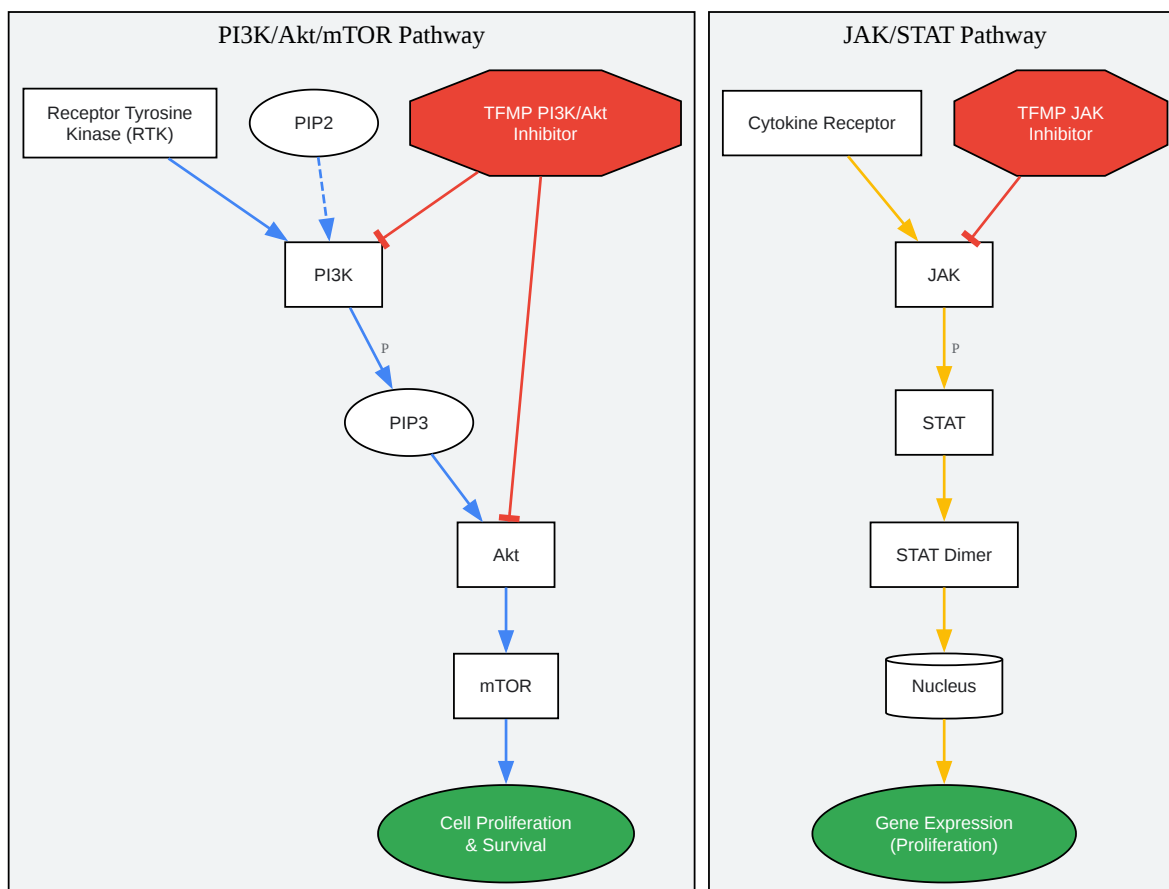 PI3K/Akt/mTOR Pathway
Receptor Tyrosine
Kinase (RTK)
PIP2
TFMP PI3K/Akt
Inhibitor
PI3K
P
PIP3
Akt
mTOR
Cell Proliferation
& Survival
JAK/STAT Pathway
Cytokine Receptor
TFMP JAK
Inhibitor
JAK
P
STAT
STAT Dimer
Nucleus
Gene Expression
(Proliferation)